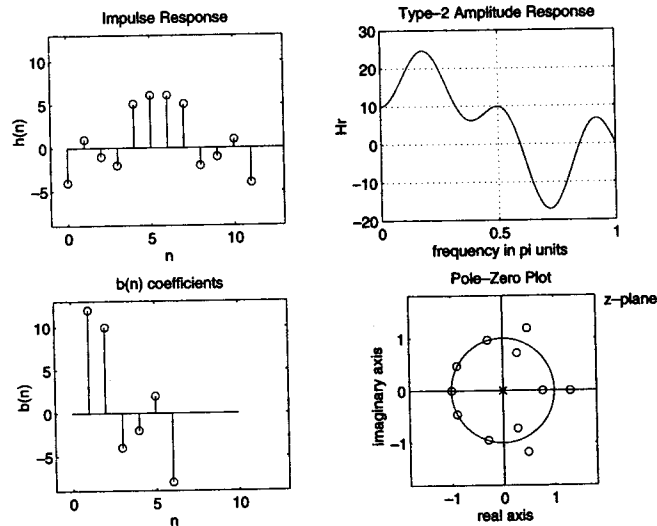 Impulse Response
10
5
0
−5
h(n)
0
5
10
n
Type−2 Amplitude Response
30
20
10
0
−10
−20
Hr
0
0.5
1
frequency in pi units
b(n) coefficients
10
5
0
−5
b(n)
0
5
10
n
Pole−Zero Plot
z−plane
1
0
−1
imaginary axis
−1
0
1
real axis